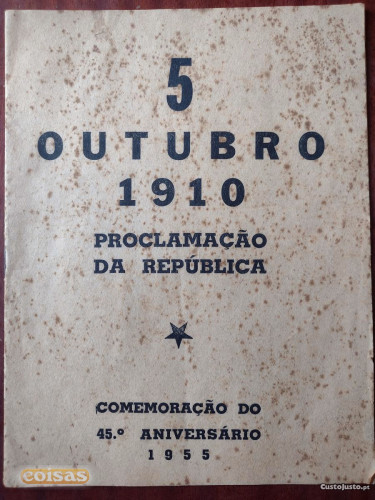 5
OUTUBRO
1910
PROCLAMAÇÃO
DA REPÚBLICA
COMEMORAÇÃO DO
45.º ANIVERSÁRIO
1955
coisas
CustoJusto.pt